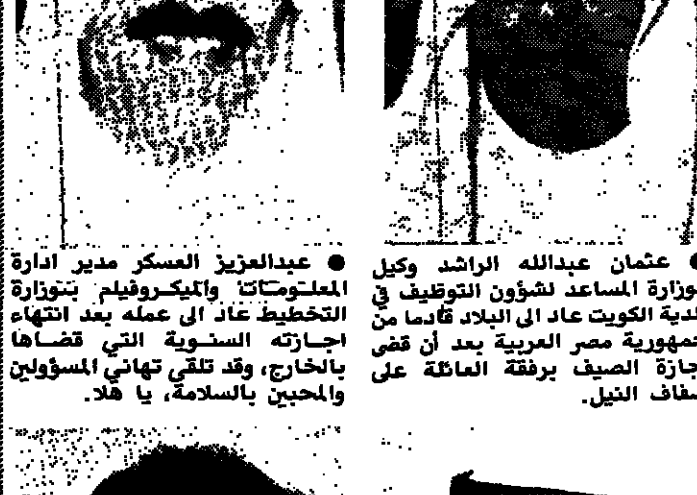 ● عثمان عبدالله الراشد وكيل
الوزارة المساعد لشؤون التوظيف في
بلدية الكويت عاد الى البلاد قادما من
جمهورية مصر العربية بعد أن قضى
اجازة الصيف برفقة العائلة على
ضفاف النيل.
● عبدالعزيز العسكر مدير ادارة
المعلومات والميكروفيلم بوزارة
التخطيط عاد الى عمله بعد انتهاء
اجازته السنوية التي قضاها
بالخارج، وقد تلقى تهاني المسؤولين
والمحبين بالسلامة، يا هلا.